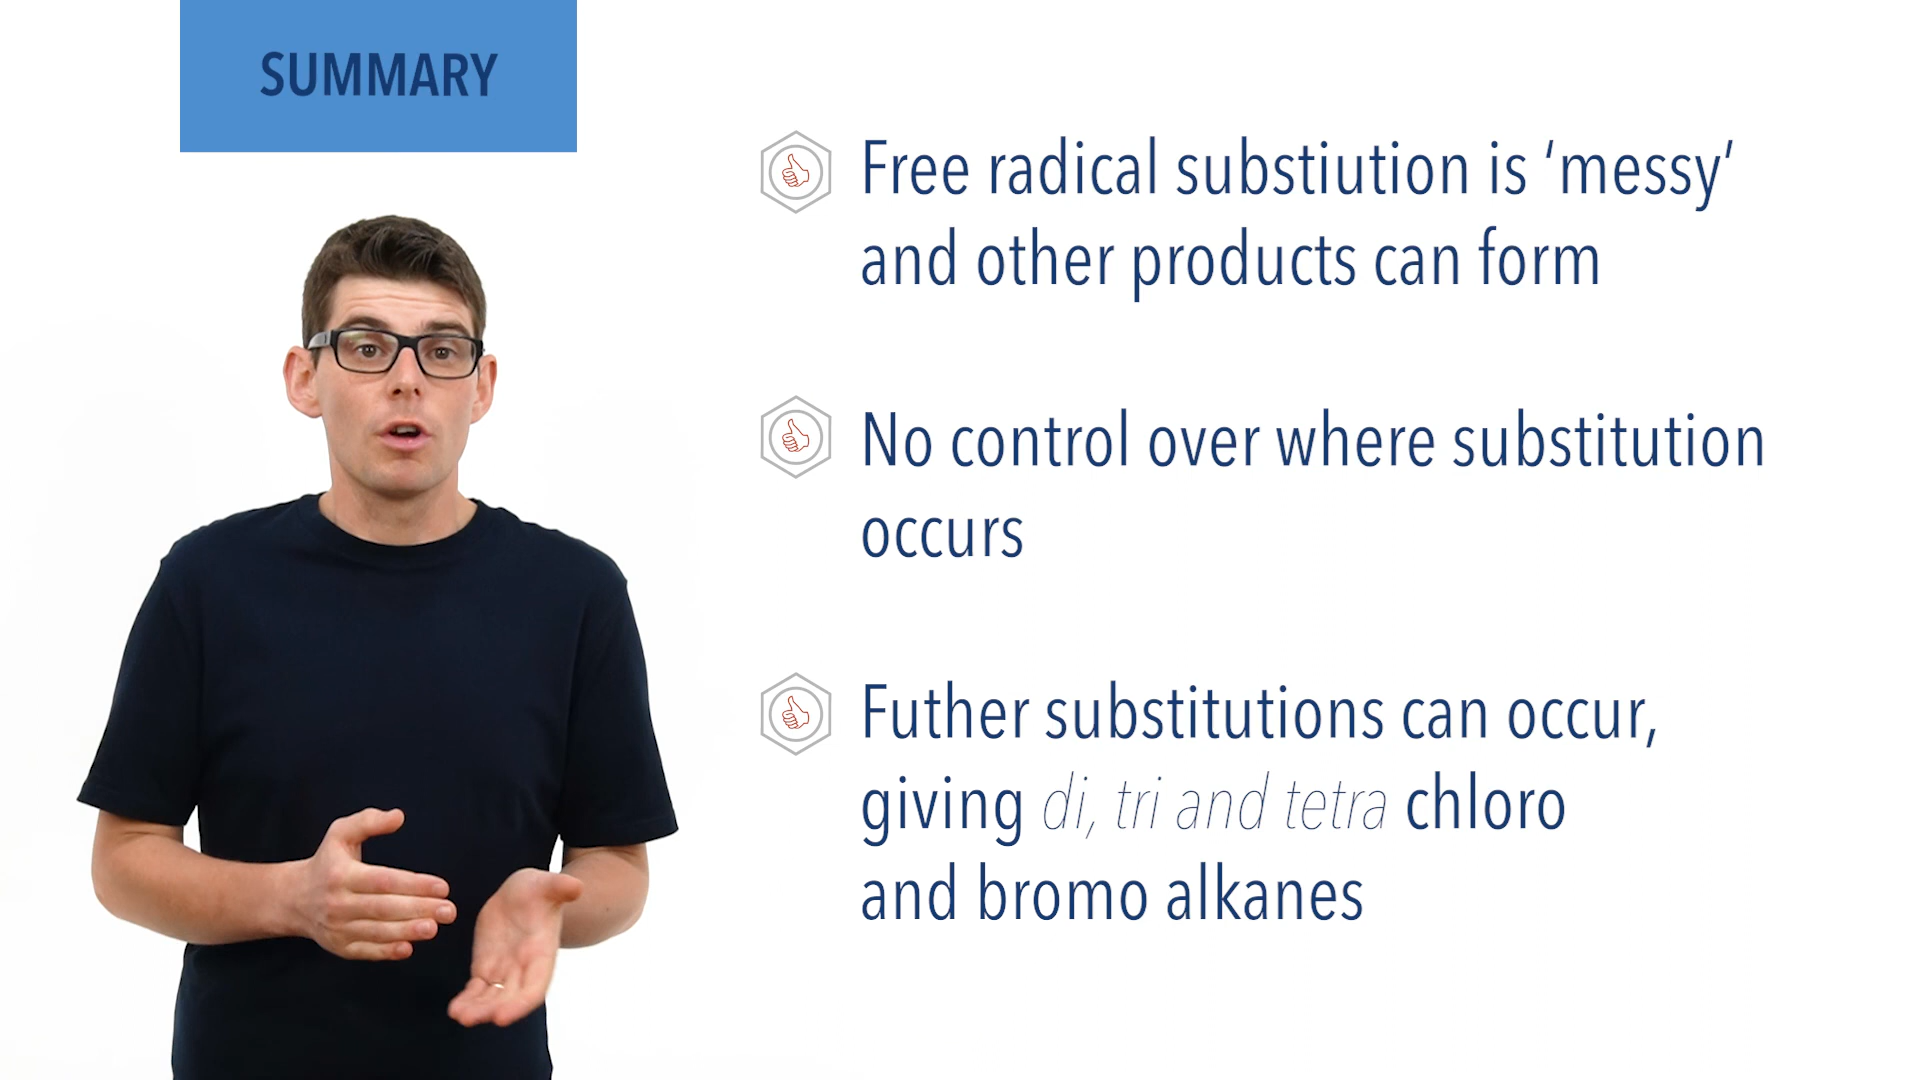 SUMMARY
Free radical substiution is ‘messy’
and other products can form
No control over where substitution
occurs
Futher substitutions can occur,
giving di, tri and tetra chloro
and bromo alkanes